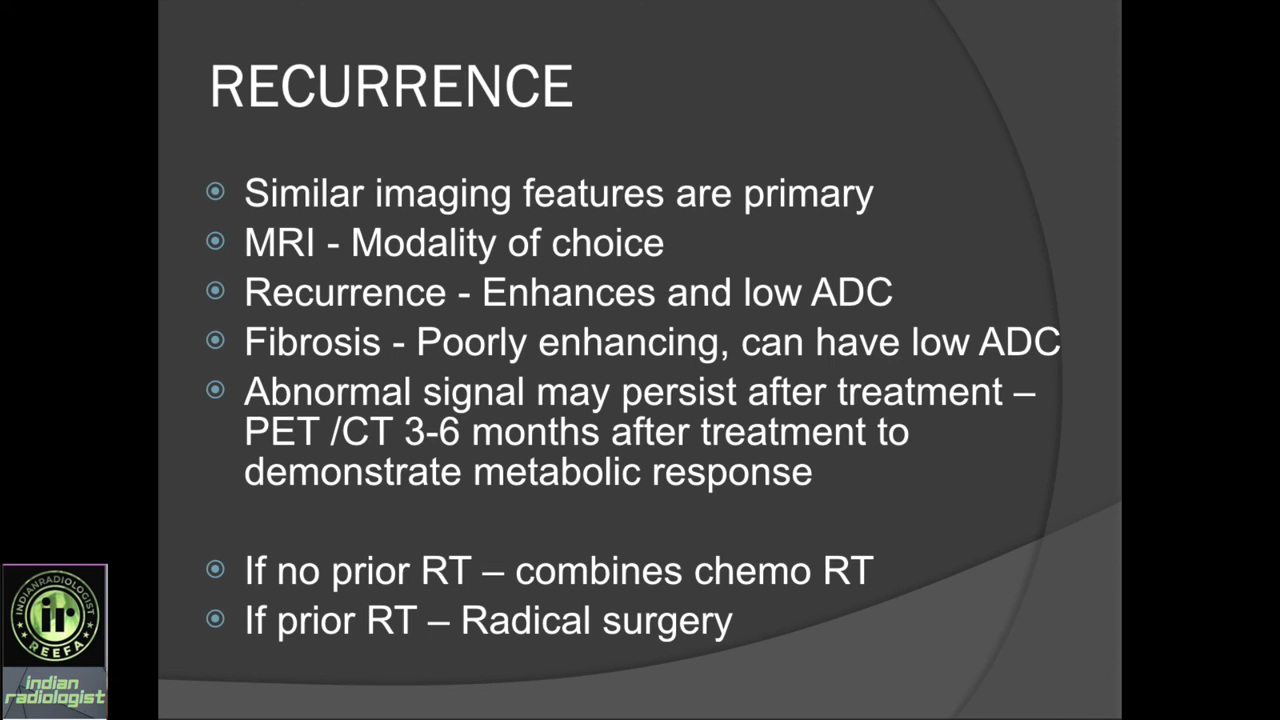 RECURRENCE
Similar imaging features are primary
MRI - Modality of choice
Recurrence - Enhances and low ADC
Fibrosis - Poorly enhancing, can have low ADC
Abnormal signal may persist after treatment –
PET /CT 3-6 months after treatment to
demonstrate metabolic response
If no prior RT – combines chemo RT
If prior RT – Radical surgery
INDIANRADIOLOGIST
ir
REEFA
indian
radiologist